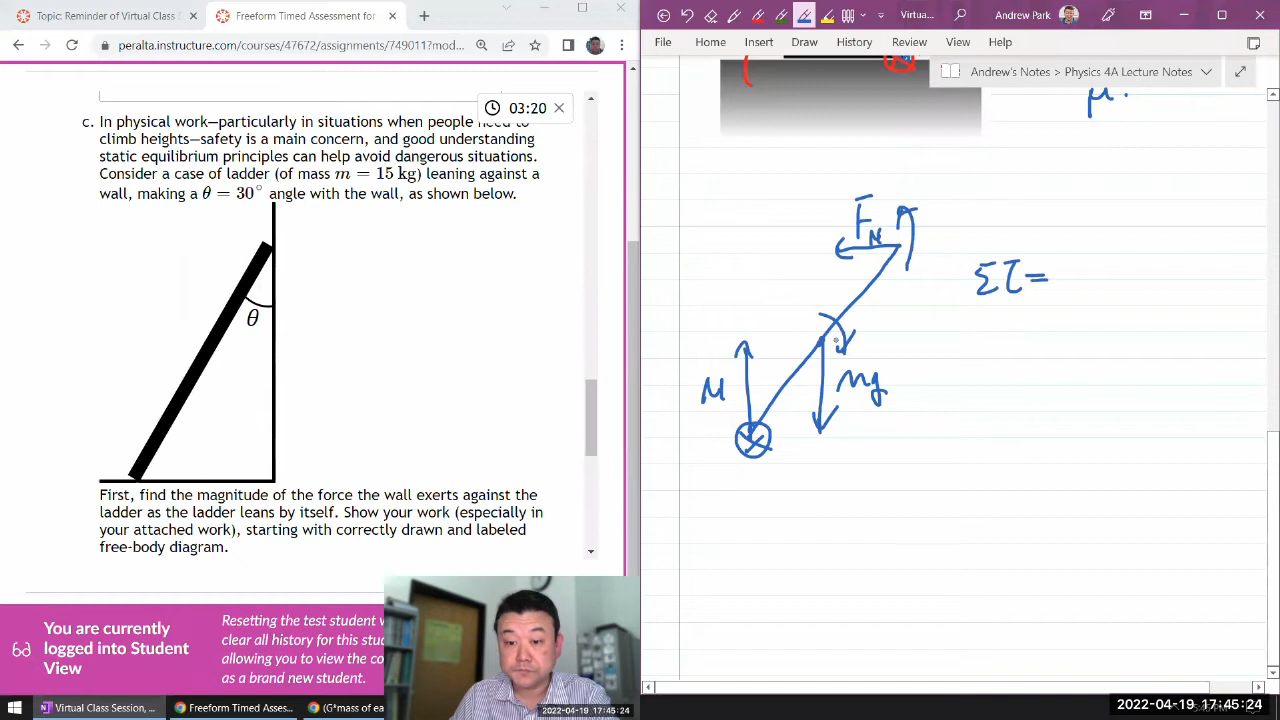 Topic: Reminder of Virtual Class
Freeform Timed Assessment for
Virtua...
Andrew Park
peralta.instructure.com/courses/47672/assignments/749011?mod...
File
Home
Insert
Draw
History
Review
View
Help
Andrew's Notes > Physics 4A Lecture Notes
03:20
c. In physical work—particularly in situations when people need to
climb heights—safety is a main concern, and good understanding
static equilibrium principles can help avoid dangerous situations.
Consider a case of ladder (of mass m = 15 kg) leaning against a
wall, making a θ = 30° angle with the wall, as shown below.
θ
First, find the magnitude of the force the wall exerts against the
ladder as the ladder leans by itself. Show your work (especially in
your attached work), starting with correctly drawn and labeled
free-body diagram.
μ.
F_N
Στ=
mg
You are currently
logged into Student
View
Resetting the test student
clear all history for this stu
allowing you to view the co
as a brand new student.
Virtual Class Session, ...
Freeform Timed Asses...
(G*mass of ea
2022-04-19 15:45:24
2022-04-19 15:45:24